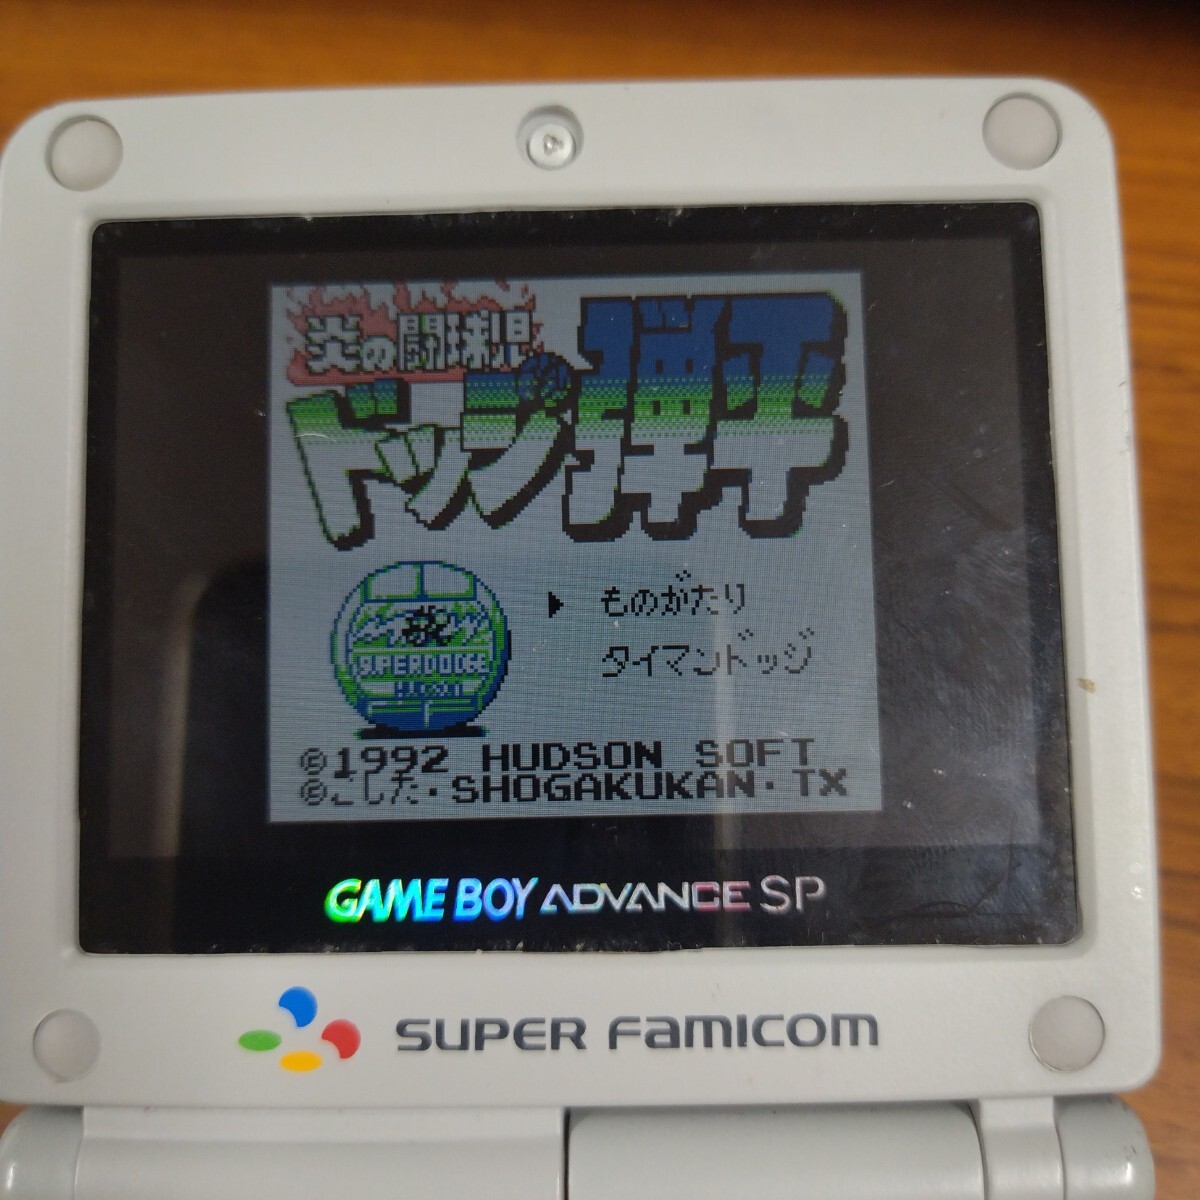 炎の闘球児
ドッジ弾平
ものがたり
タイマンドッジ
SUPERDODGE
HUDSON
©1992 HUDSON SOFT
©こした・SHOGAKUKAN・TX
GAME BOY ADVANCE SP
SUPER FAMICOM